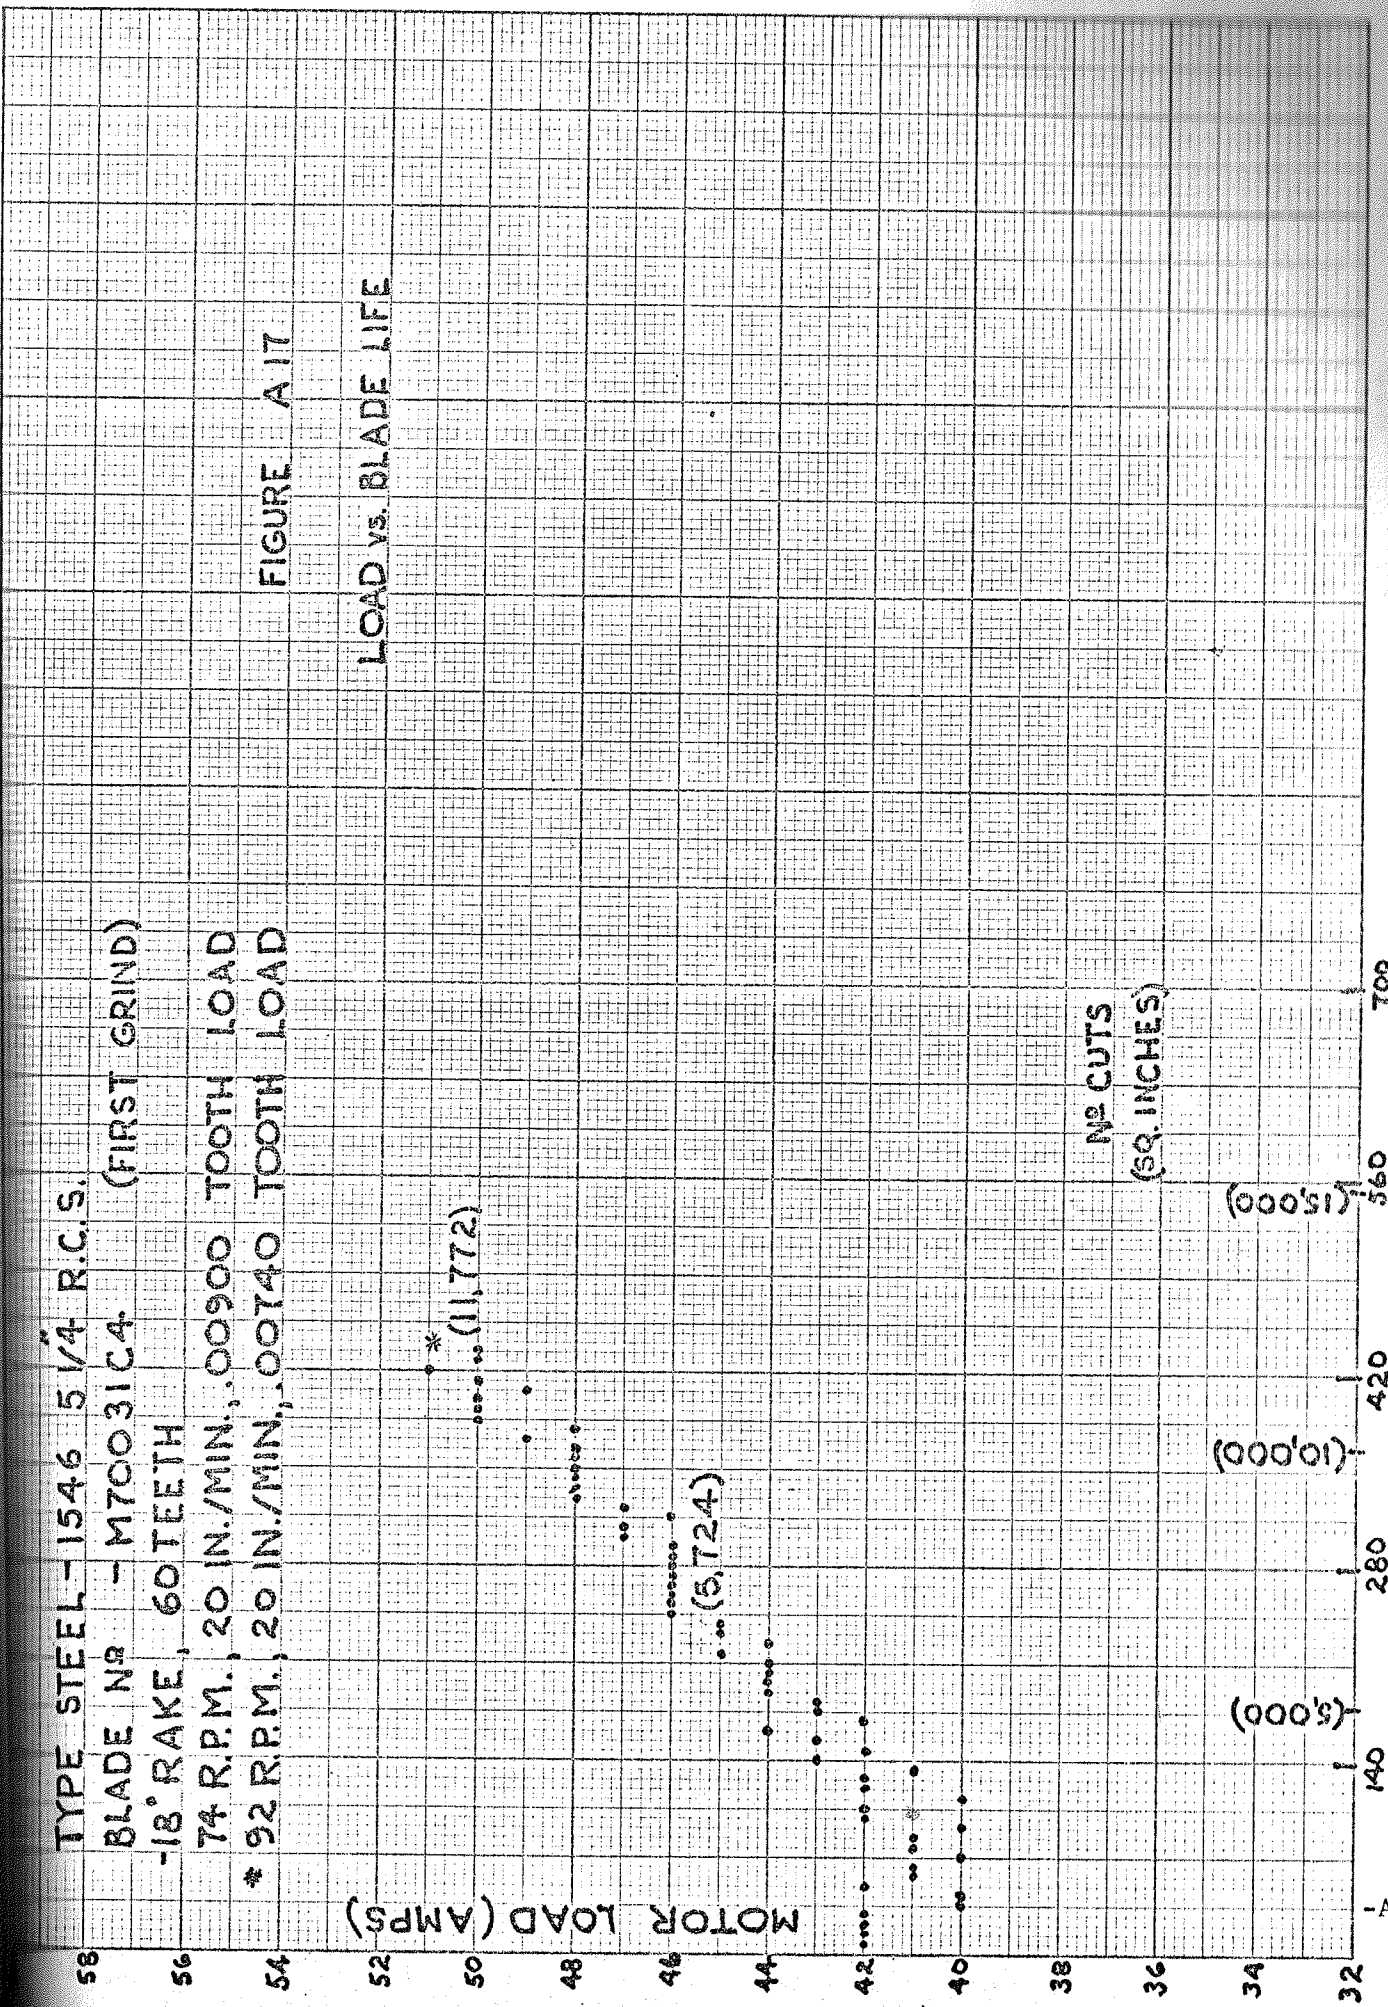 TYPE STEEL - 1546 5 1/4" R.C.S.
BLADE Nº - M70031C4 (FIRST GRIND)
-18° RAKE, 60 TEETH
74 R.P.M., 20 IN./MIN., .00900 TOOTH LOAD
* 92 R.P.M., 20 IN./MIN., .00740 TOOTH LOAD
FIGURE A17
LOAD vs. BLADE LIFE
MOTOR LOAD (AMPS)
58
56
54
52
50
48
46
44
42
40
38
36
34
32
*
(11,772)
(5,724)
Nº CUTS
(SQ. INCHES)
(5,000)
(10,000)
(15,000)
140
280
420
560
700